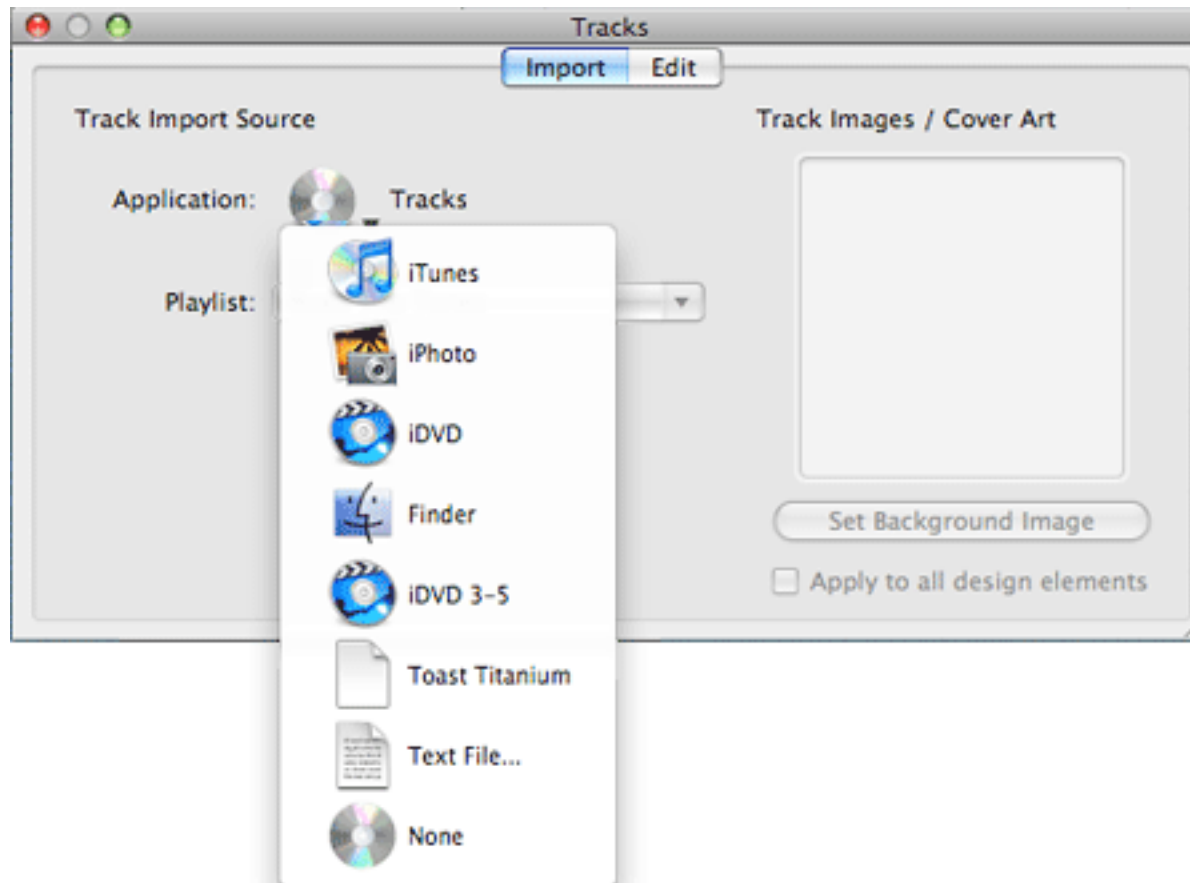 Tracks
Import Edit
Track Import Source
Track Images / Cover Art
Application: Tracks
Playlist:
iTunes
iPhoto
iDVD
Finder
iDVD 3-5
Toast Titanium
Text File...
None
Set Background Image
Apply to all design elements